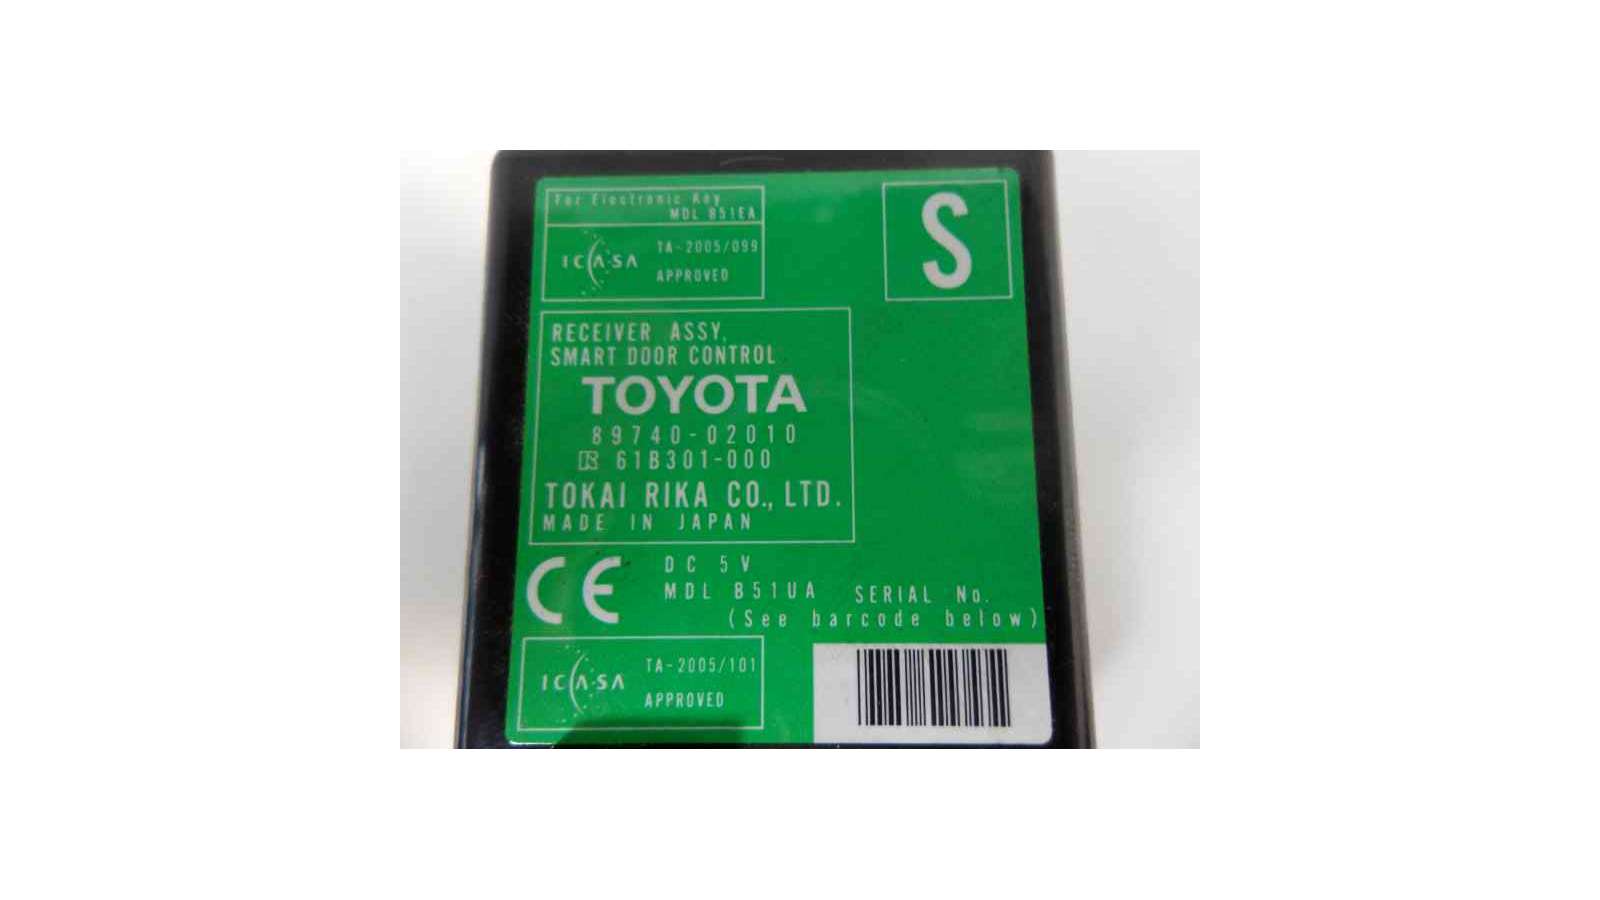 For Electronic Key
MDL B51EA
ICASA
TA-2005/099
APPROVED
S
RECEIVER ASSY,
SMART DOOR CONTROL
TOYOTA
89740-02010
61B301-000
TOKAI RIKA CO., LTD.
MADE IN JAPAN
CE
DC 5V
MDL B51UA
SERIAL No.
(See barcode below)
ICASA
TA-2005/101
APPROVED